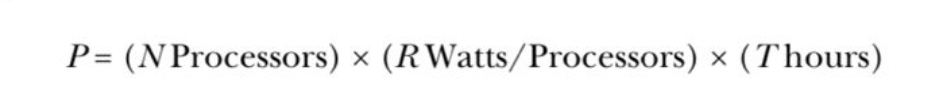 P = (N Processors) × (R Watts/Processors) × (T hours)